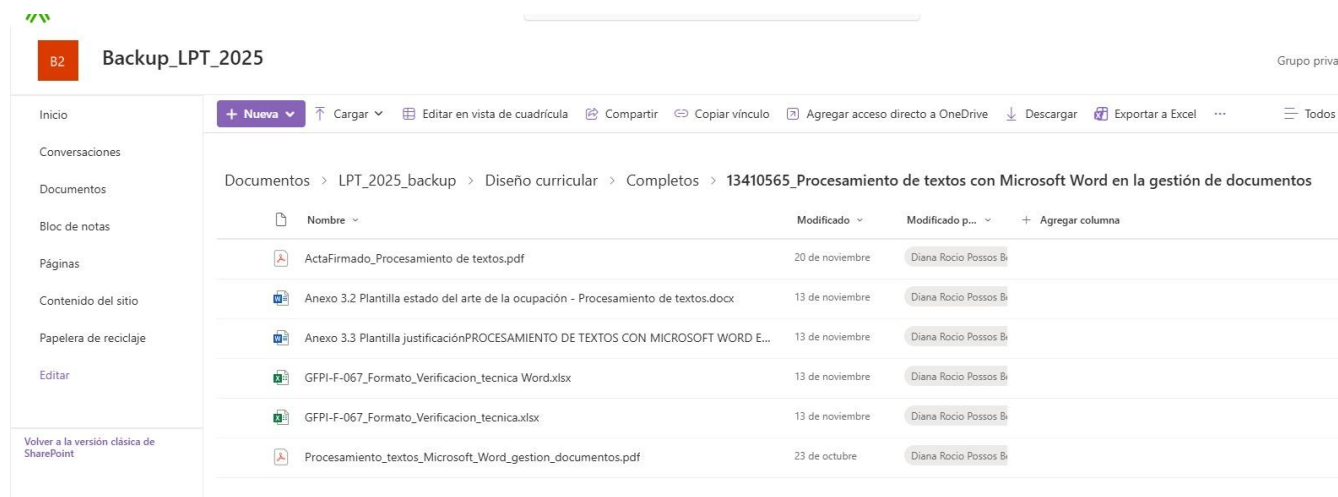 B2 Backup_LPT_2025
Grupo priva
Inicio
Conversaciones
Documentos
Bloc de notas
Páginas
Contenido del sitio
Papelera de reciclaje
Editar
Volver a la versión clásica de
SharePoint
+ Nueva Cargar Editar en vista de cuadrícula Compartir Copiar vínculo Agregar acceso directo a OneDrive Descargar Exportar a Excel ... Todos
Documentos > LPT_2025_backup > Diseño curricular > Completos > 13410565_Procesamiento de textos con Microsoft Word en la gestión de documentos
Nombre Modificado Modificado p... + Agregar columna
ActaFirmado_Procesamiento de textos.pdf 20 de noviembre Diana Rocio Possos Be
Anexo 3.2 Plantilla estado del arte de la ocupación - Procesamiento de textos.docx 13 de noviembre Diana Rocio Possos Be
Anexo 3.3 Plantilla justificaciónPROCESAMIENTO DE TEXTOS CON MICROSOFT WORD E... 13 de noviembre Diana Rocio Possos Be
GFPI-F-067_Formato_Verificacion_tecnica Word.xlsx 13 de noviembre Diana Rocio Possos Be
GFPI-F-067_Formato_Verificacion_tecnica.xlsx 13 de noviembre Diana Rocio Possos Be
Procesamiento_textos_Microsoft_Word_gestion_documentos.pdf 23 de octubre Diana Rocio Possos Be